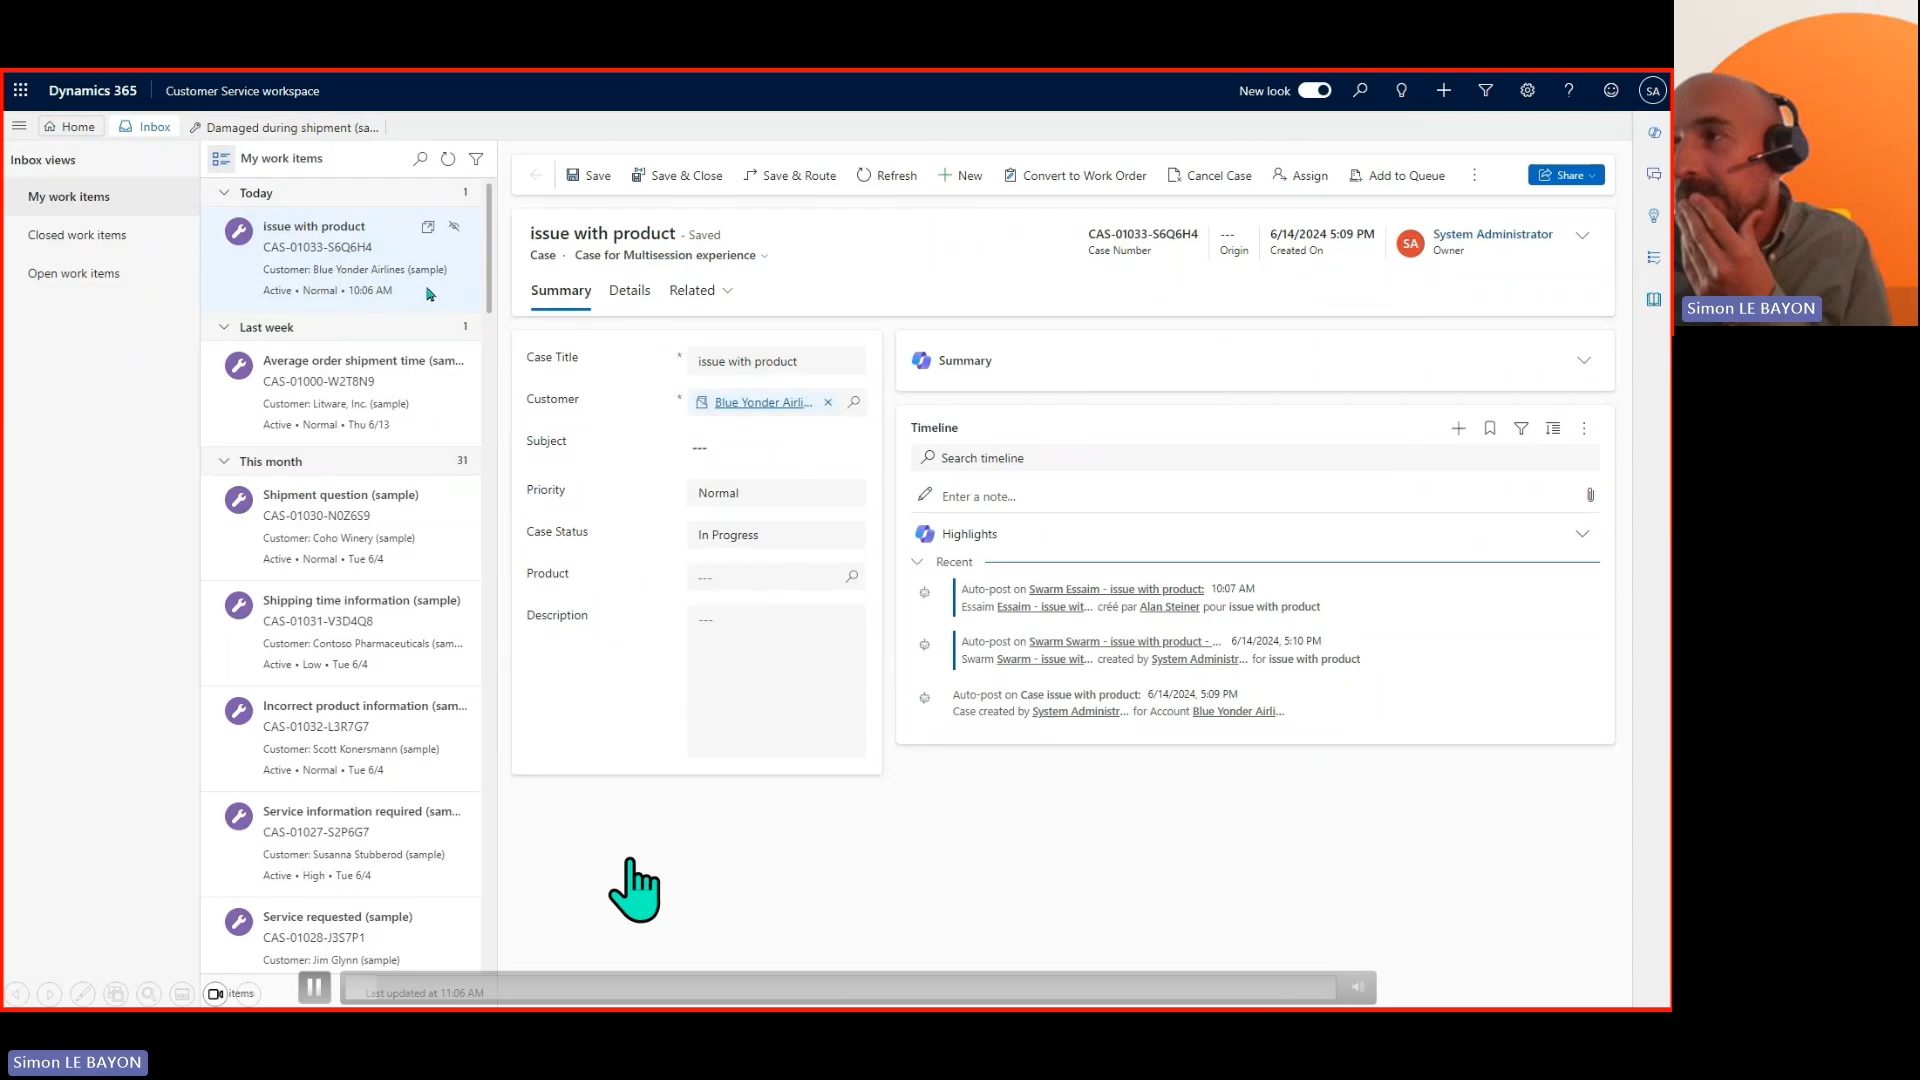 Dynamics 365
Customer Service workspace
New look
SA
Home
Inbox
Damaged during shipment (sa...
Inbox views
My work items
Closed work items
Open work items
My work items
Today
1
issue with product
CAS-01033-S6Q6H4
Customer: Blue Yonder Airlines (sample)
Active • Normal • 10:06 AM
Last week
1
Average order shipment time (sam...
CAS-01000-W2T8N9
Customer: Litware, Inc. (sample)
Active • Normal • Thu 6/13
This month
31
Shipment question (sample)
CAS-01030-N0Z6S9
Customer: Coho Winery (sample)
Active • Normal • Tue 6/4
Shipping time information (sample)
CAS-01031-V3D4Q8
Customer: Contoso Pharmaceuticals (sam...
Active • Low • Tue 6/4
Incorrect product information (sam...
CAS-01032-L3R7G7
Customer: Scott Konersmann (sample)
Active • Normal • Tue 6/4
Service information required (sam...
CAS-01027-S2P6G7
Customer: Susanna Stubberod (sample)
Active • High • Tue 6/4
Service requested (sample)
CAS-01028-J3S7P1
Customer: Jim Glynn (sample)
items
Last updated at 11:06 AM
Save
Save & Close
Save & Route
Refresh
New
Convert to Work Order
Cancel Case
Assign
Add to Queue
Share
issue with product - Saved
Case · Case for Multisession experience
CAS-01033-S6Q6H4
Case Number
---
Origin
6/14/2024 5:09 PM
Created On
SA
System Administrator
Owner
Summary
Details
Related
Case Title * issue with product
Customer * Blue Yonder Airli...
Subject ---
Priority Normal
Case Status In Progress
Product ---
Description ---
Summary
Timeline
Search timeline
Enter a note...
Highlights
Recent
Auto-post on Swarm Essaim - issue with product: 10:07 AM
Essaim Essaim - issue wit... créé par Alan Steiner pour issue with product
Auto-post on Swarm Swarm - issue with product - ... 6/14/2024, 5:10 PM
Swarm Swarm - issue wit... created by System Administr... for issue with product
Auto-post on Case issue with product: 6/14/2024, 5:09 PM
Case created by System Administr... for Account Blue Yonder Airli...
Simon LE BAYON
Simon LE BAYON